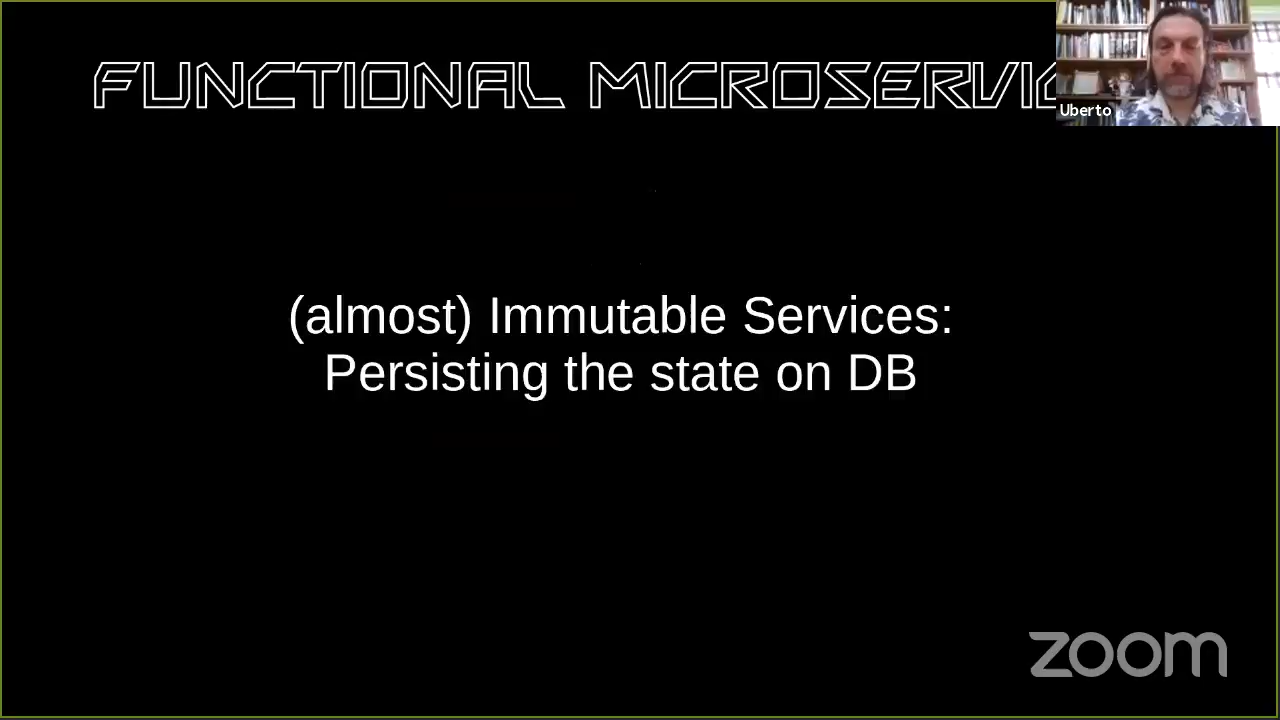 FUNCTIONAL MICROSERVIC
Uberto
(almost) Immutable Services:
Persisting the state on DB
zoom